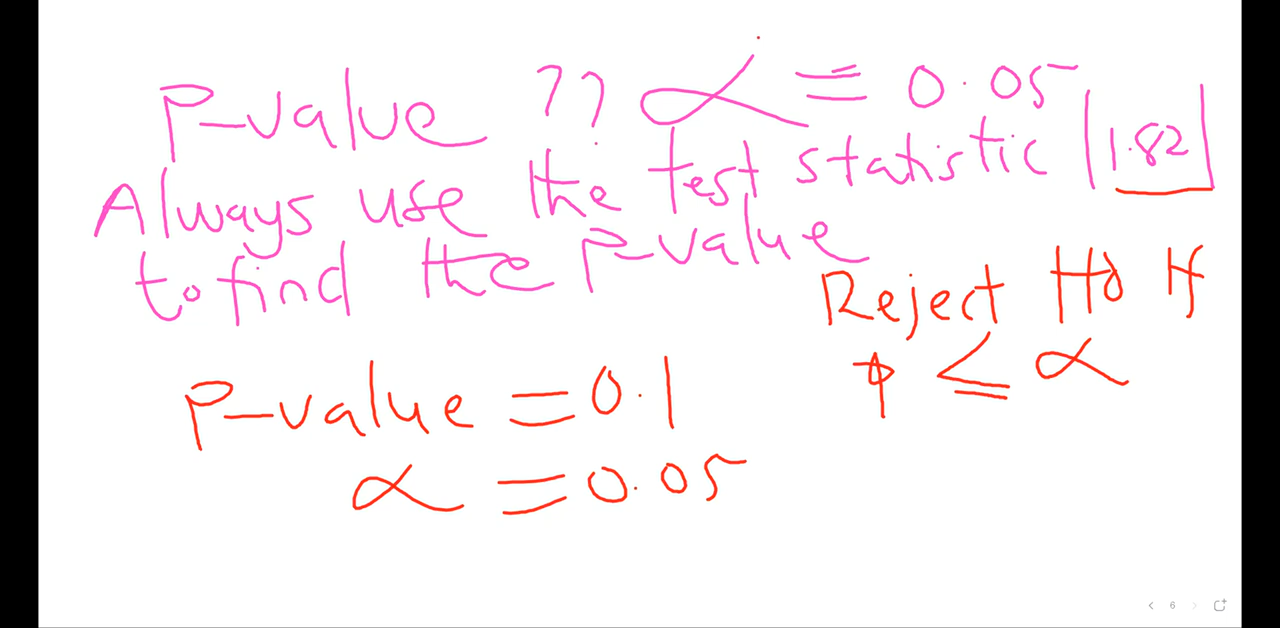 P-value ?? α = 0.05
Always use the test statistic |1.82|
to find the P-value
Reject H0 If
p ≤ α
P-value = 0.1
α = 0.05
6